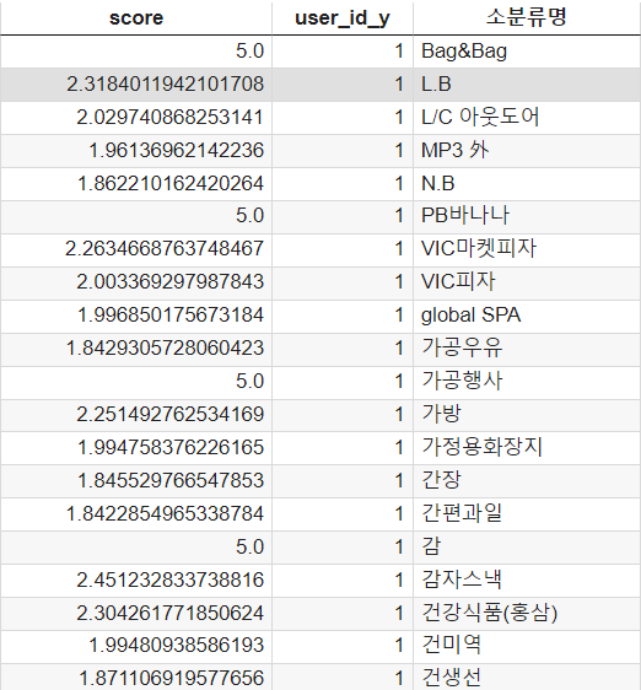 score user_id_y 소분류명
5.0 1 Bag&Bag
2.3184011942101708 1 L.B
2.029740868253141 1 L/C 아웃도어
1.96136962142236 1 MP3 外
1.8622210162420264 1 N.B
5.0 1 PB바나나
2.2634668763748467 1 VIC마켓피자
2.003369297987843 1 VIC피자
1.996850175673184 1 global SPA
1.8429305728060423 1 가공우유
5.0 1 가공행사
2.251492762534169 1 가방
1.994758376226165 1 가정용화장지
1.845529766547853 1 간장
1.8422854965338784 1 간편과일
5.0 1 감
2.451232833738816 1 감자스낵
2.304261771850624 1 건강식품(홍삼)
1.99480938586193 1 건미역
1.871106919577656 1 건생선